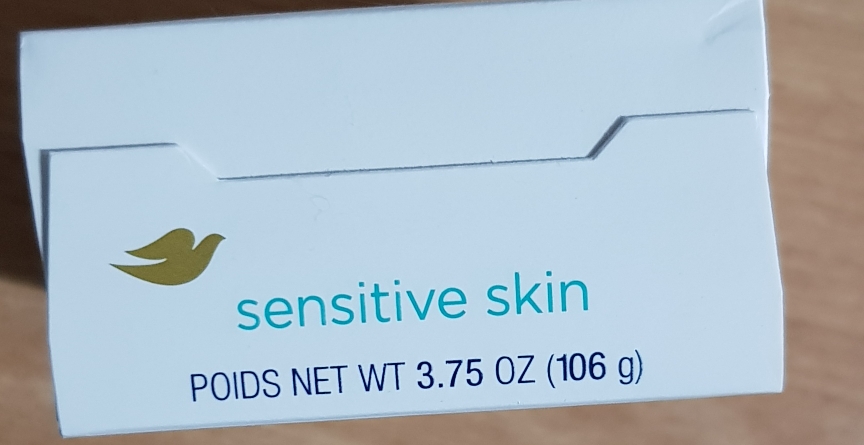 sensitive skin
POIDS NET WT 3.75 OZ (106 g)